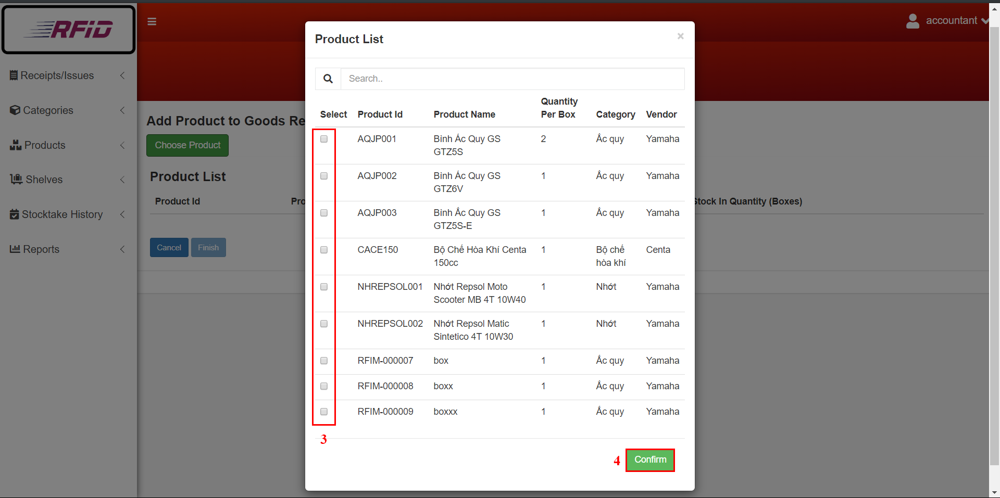 RFiD
accountant
Receipts/Issues
Categories
Products
Shelves
Stocktake History
Reports
Add Product to Goods Re
Choose Product
Product List
Product Id
Pro
Stock In Quantity (Boxes)
Cancel
Finish
Product List
×
Search..
Select Product Id Product Name Quantity Per Box Category Vendor
AQJP001 Bình Ắc Quy GS GTZ5S 2 Ắc quy Yamaha
AQJP002 Bình Ắc Quy GS GTZ6V 1 Ắc quy Yamaha
AQJP003 Bình Ắc Quy GS GTZ5S-E 1 Ắc quy Yamaha
CACE150 Bộ Chế Hòa Khí Centa 150cc 1 Bộ chế hòa khí Centa
NHREPSOL001 Nhớt Repsol Moto Scooter MB 4T 10W40 1 Nhớt Yamaha
NHREPSOL002 Nhớt Repsol Matic Sintetico 4T 10W30 1 Nhớt Yamaha
RFIM-000007 box 1 Ắc quy Yamaha
RFIM-000008 boxx 1 Ắc quy Yamaha
RFIM-000009 boxxx 1 Ắc quy Yamaha
3
4 Confirm